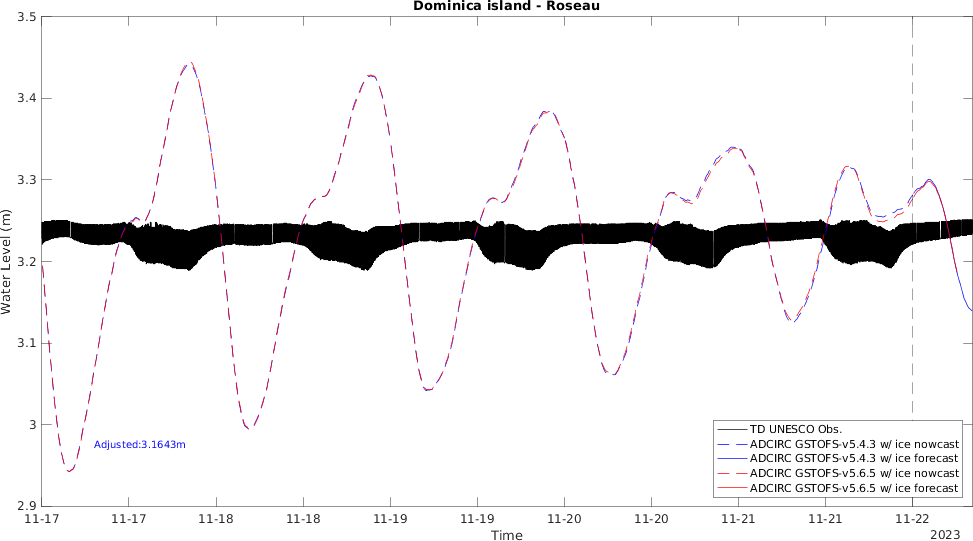 Dominica island - Roseau
3.5
3.4
3.3
3.2
3.1
3
2.9
Water Level (m)
Adjusted:3.1643m
TD UNESCO Obs.
ADCIRC GSTOFS-v5.4.3 w/ ice nowcast
ADCIRC GSTOFS-v5.4.3 w/ ice forecast
ADCIRC GSTOFS-v5.6.5 w/ ice nowcast
ADCIRC GSTOFS-v5.6.5 w/ ice forecast
11-17 11-17 11-18 11-18 11-19 11-19 11-20 11-20 11-21 11-21 11-22
Time
2023